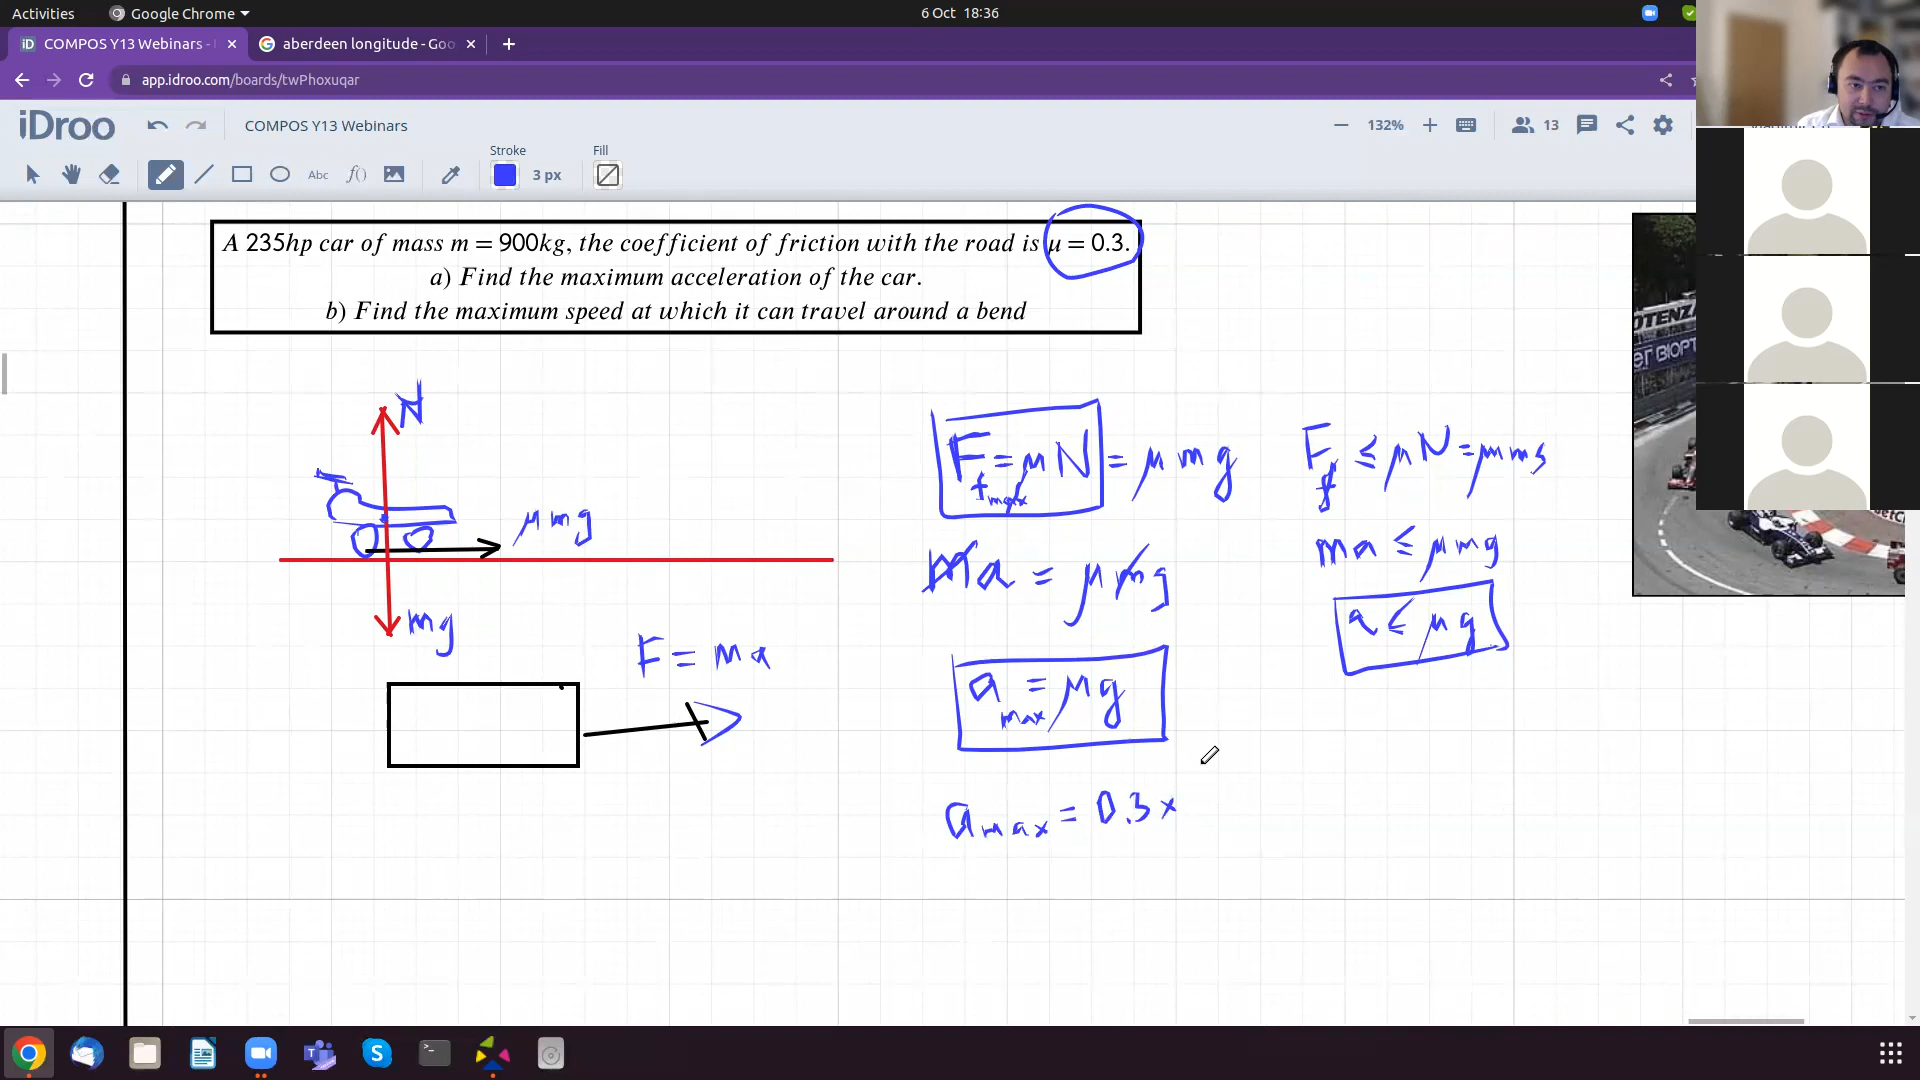 Activities Google Chrome 6 Oct 18:36
COMPOS Y13 Webinars - aberdeen longitude - Goo
app.idroo.com/boards/twPhoxuqar
iDroo COMPOS Y13 Webinars 132% 13
Stroke Fill
Abc f() 3 px
A 235hp car of mass m = 900kg, the coefficient of friction with the road is μ = 0.3.
a) Find the maximum acceleration of the car.
b) Find the maximum speed at which it can travel around a bend
N
μmg
mg
F = ma
F_f max = μN = μmg
ma = μmg
a_max = μg
a_max = 0.3 ×
F_f ≤ μN = μmg
ma ≤ μmg
a ≤ μg
OTENZA